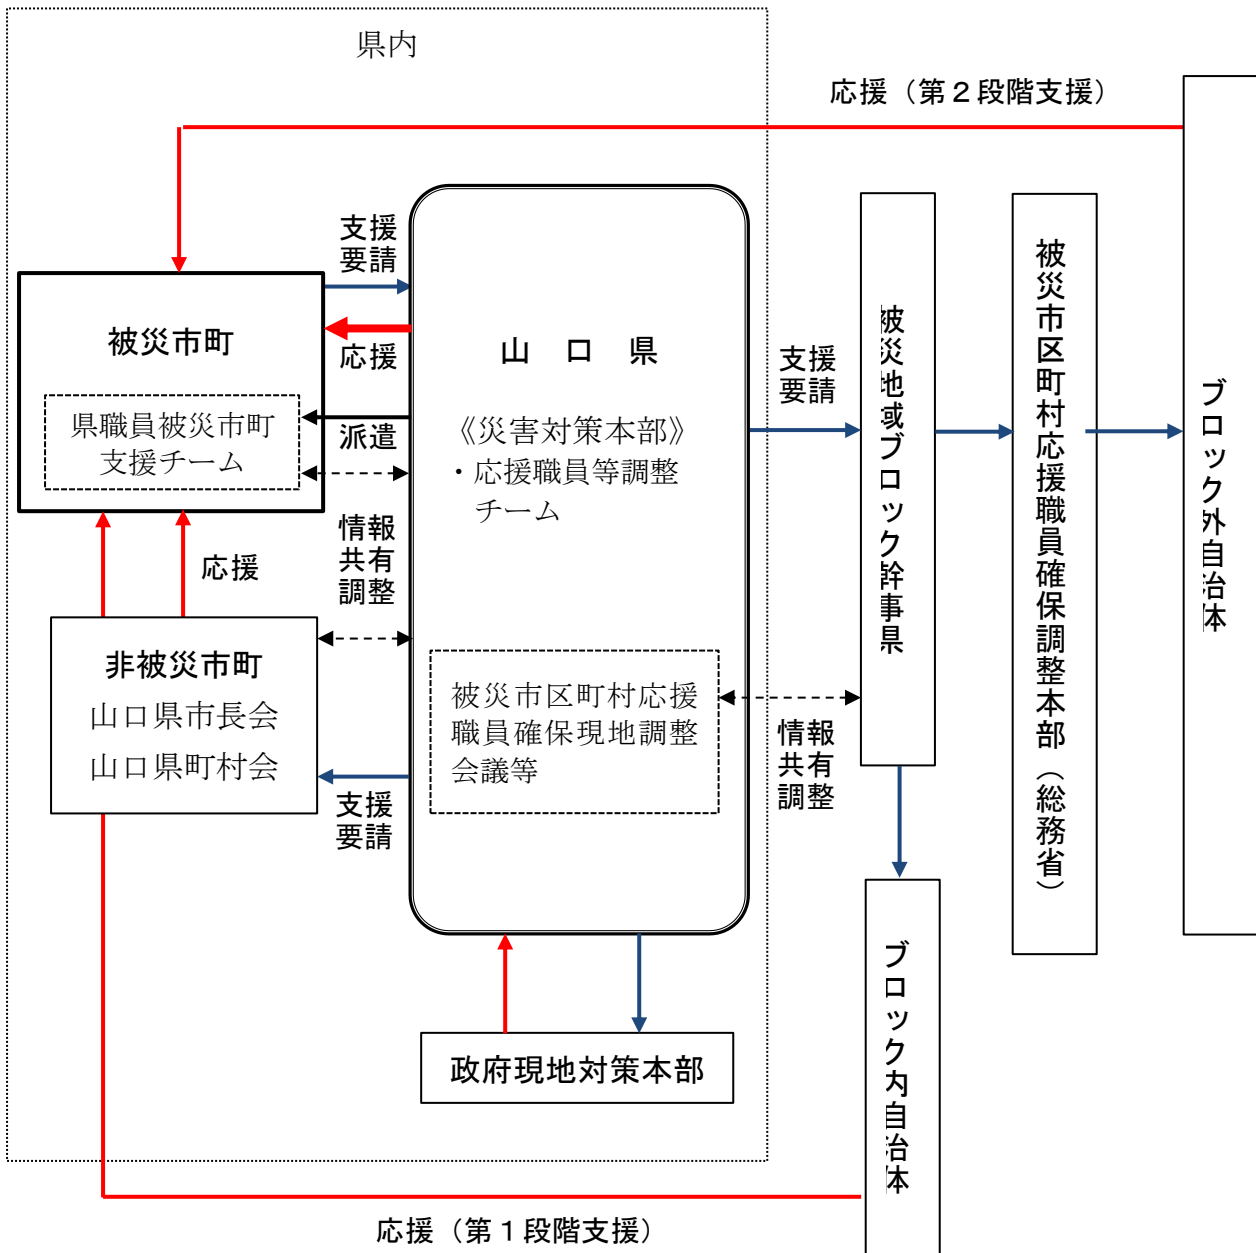 県内
応援（第２段階支援）
支援
要請
被災市町
応援
山　口　県
支援
要請
県職員被災市町
支援チーム
派遣
《災害対策本部》
・応援職員等調整
チーム
情報
共有
調整
応援
非被災市町
山口県市長会
山口県町村会
支援
要請
被災市区町村応援
職員確保現地調整
会議等
情報
共有
調整
被災地域ブロック幹事県
被災市区町村応援職員確保調整本部（総務省）
ブロック外自治体
政府現地対策本部
ブロック内自治体
応援（第１段階支援）